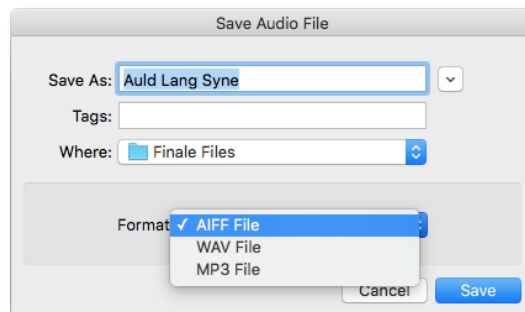 Save Audio File
Save As: Auld Lang Syne
Tags:
Where: Finale Files
Format ✓ AIFF File
WAV File
MP3 File
Cancel Save